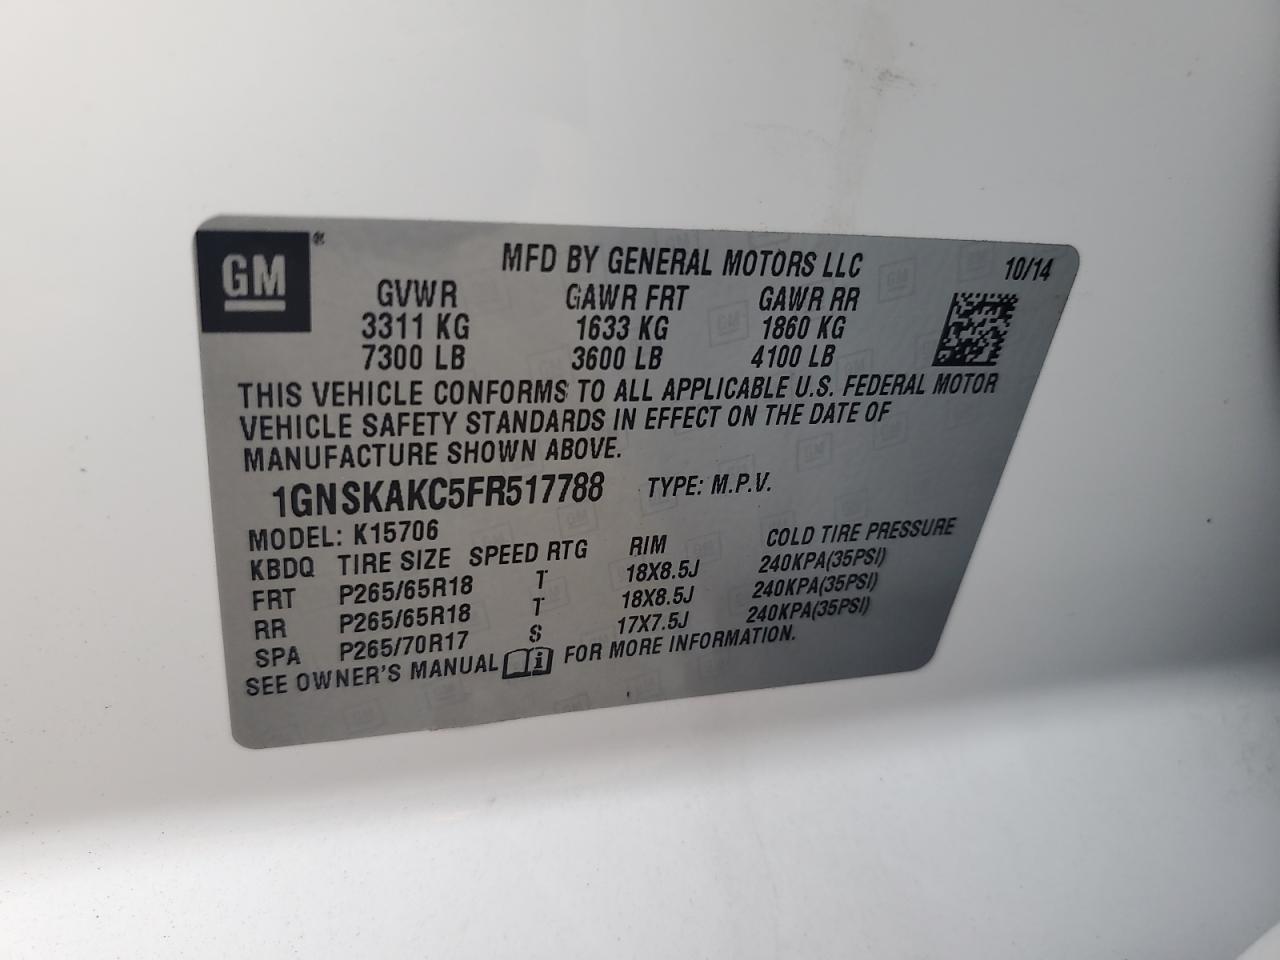 GM ®
MFD BY GENERAL MOTORS LLC 10/14
GVWR GAWR FRT GAWR RR
3311 KG 1633 KG 1860 KG
7300 LB 3600 LB 4100 LB
THIS VEHICLE CONFORMS TO ALL APPLICABLE U.S. FEDERAL MOTOR
VEHICLE SAFETY STANDARDS IN EFFECT ON THE DATE OF
MANUFACTURE SHOWN ABOVE.
1GNSKAKC5FR517788 TYPE: M.P.V.
MODEL: K15706
KBDQ TIRE SIZE SPEED RTG RIM COLD TIRE PRESSURE
FRT P265/65R18 T 18X8.5J 240KPA(35PSI)
RR P265/65R18 T 18X8.5J 240KPA(35PSI)
SPA P265/70R17 S 17X7.5J 240KPA(35PSI)
SEE OWNER'S MANUAL i FOR MORE INFORMATION.